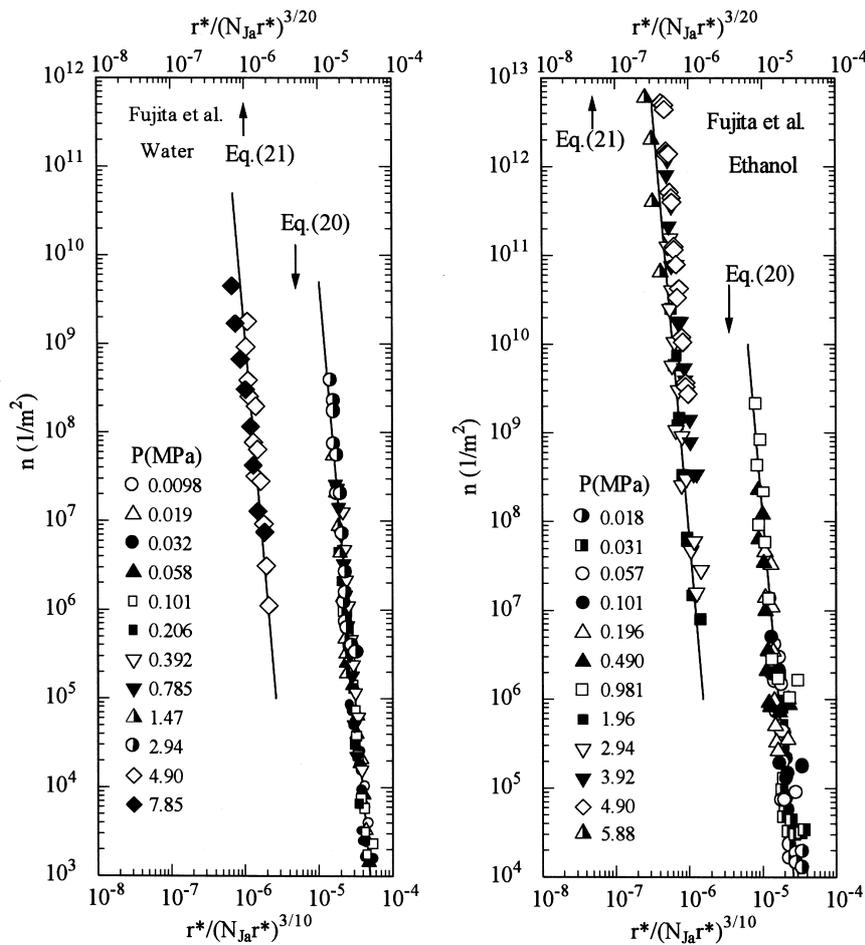 r*/(N_Ja r*)^3/20
10^-8 10^-7 10^-6 10^-5 10^-4
10^12
Fujita et al.
Water
Eq.(21)
10^11
Eq.(20)
10^10
10^9
10^8
n (1/m^2)
P(MPa)
0.0098
0.019
0.032
0.058
0.101
0.206
0.392
0.785
1.47
2.94
4.90
7.85
10^7
10^6
10^5
10^4
10^3
10^-8 10^-7 10^-6 10^-5 10^-4
r*/(N_Ja r*)^3/10
r*/(N_Ja r*)^3/20
10^-8 10^-7 10^-6 10^-5 10^-4
10^13
Eq.(21)
Fujita et al.
Ethanol
10^12
10^11
Eq.(20)
10^10
10^9
n (1/m^2)
P(MPa)
0.018
0.031
0.057
0.101
0.196
0.490
0.981
1.96
2.94
3.92
4.90
5.88
10^8
10^7
10^6
10^5
10^4
10^-8 10^-7 10^-6 10^-5 10^-4
r*/(N_Ja r*)^3/10